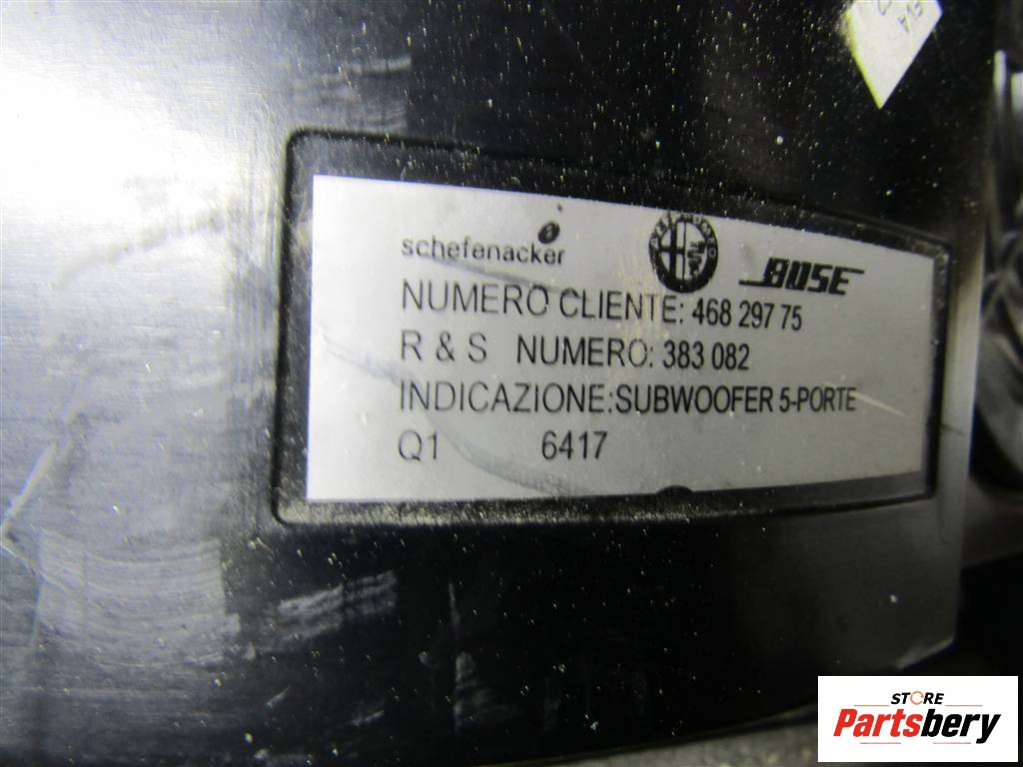 schefenacker
BOSE
NUMERO CLIENTE: 468 297 75
R & S NUMERO: 383 082
INDICAZIONE:SUBWOOFER 5-PORTE
Q1 6417
STORE
Partsbery